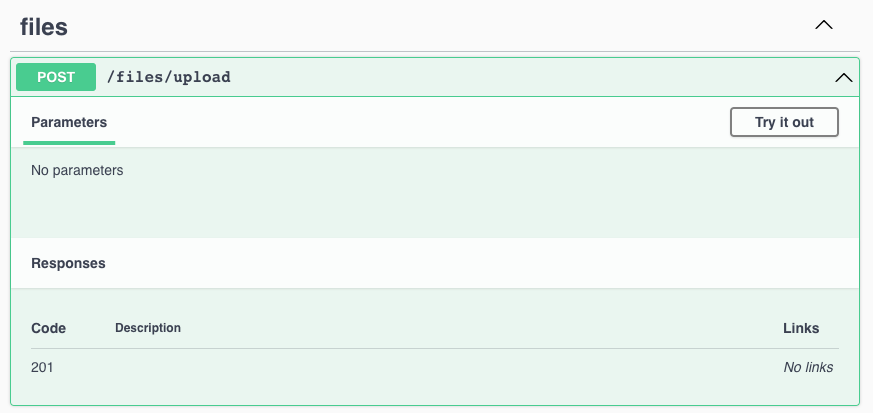 files
POST /files/upload
Parameters Try it out
No parameters
Responses
Code Description Links
201 No links